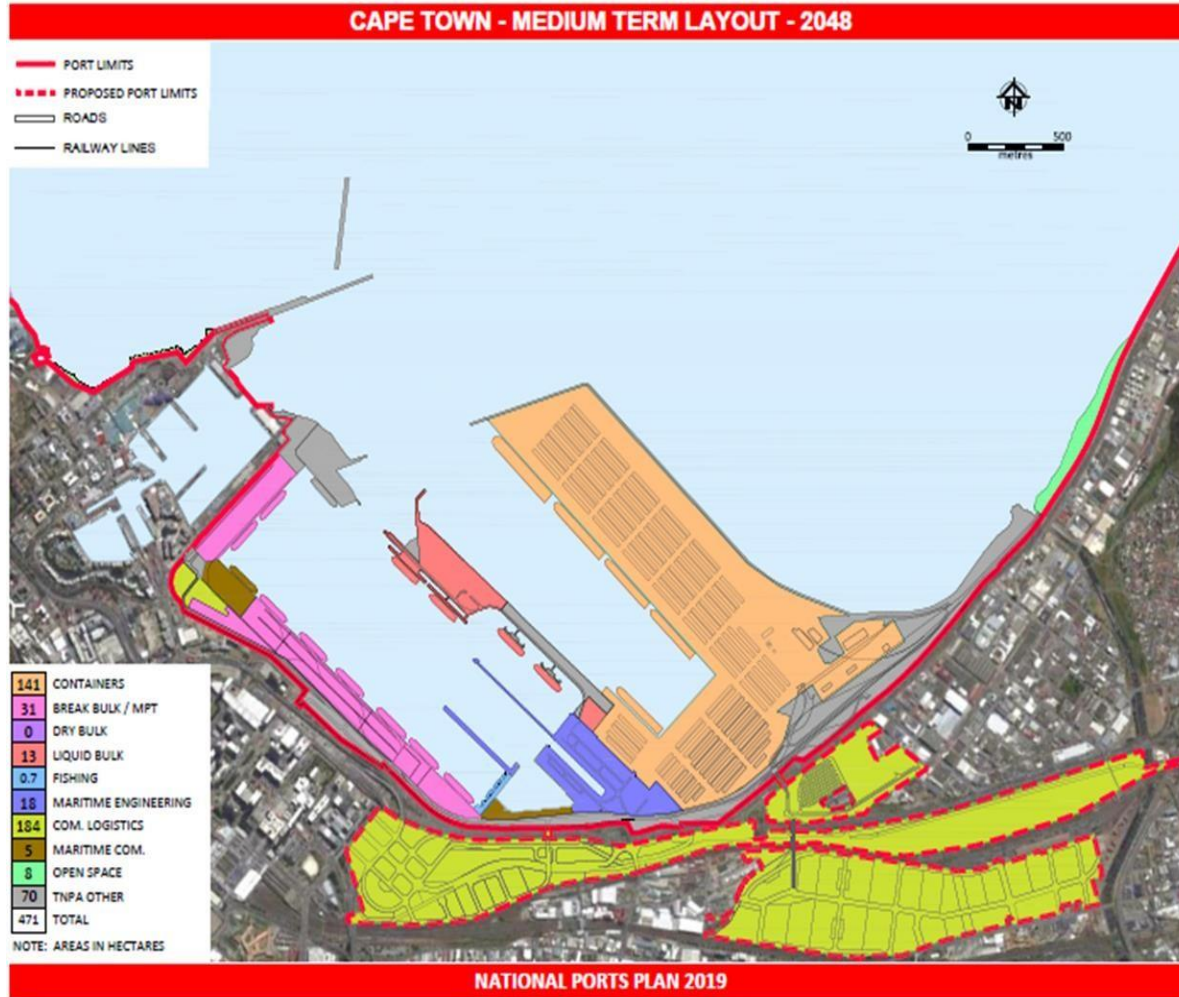 CAPE TOWN - MEDIUM TERM LAYOUT - 2048
PORT LIMITS
PROPOSED PORT LIMITS
ROADS
RAILWAY LINES
N
0 500
metres
141 CONTAINERS
31 BREAK BULK / MPT
0 DRY BULK
13 LIQUID BULK
0.7 FISHING
18 MARITIME ENGINEERING
184 COM. LOGISTICS
5 MARITIME COM.
8 OPEN SPACE
70 TNPA OTHER
471 TOTAL
NOTE: AREAS IN HECTARES
NATIONAL PORTS PLAN 2019